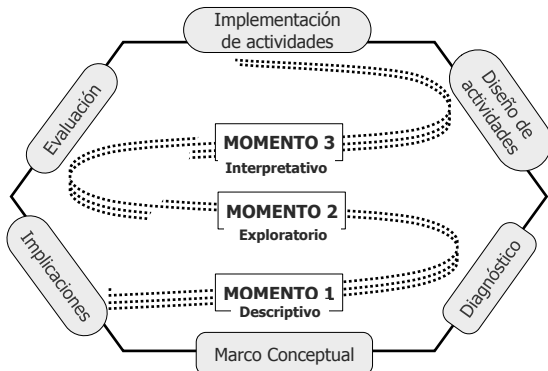 Implementación
de actividades
Evaluación
Diseño de
actividades
MOMENTO 3
Interpretativo
MOMENTO 2
Exploratorio
Implicaciones
Diagnóstico
MOMENTO 1
Descriptivo
Marco Conceptual